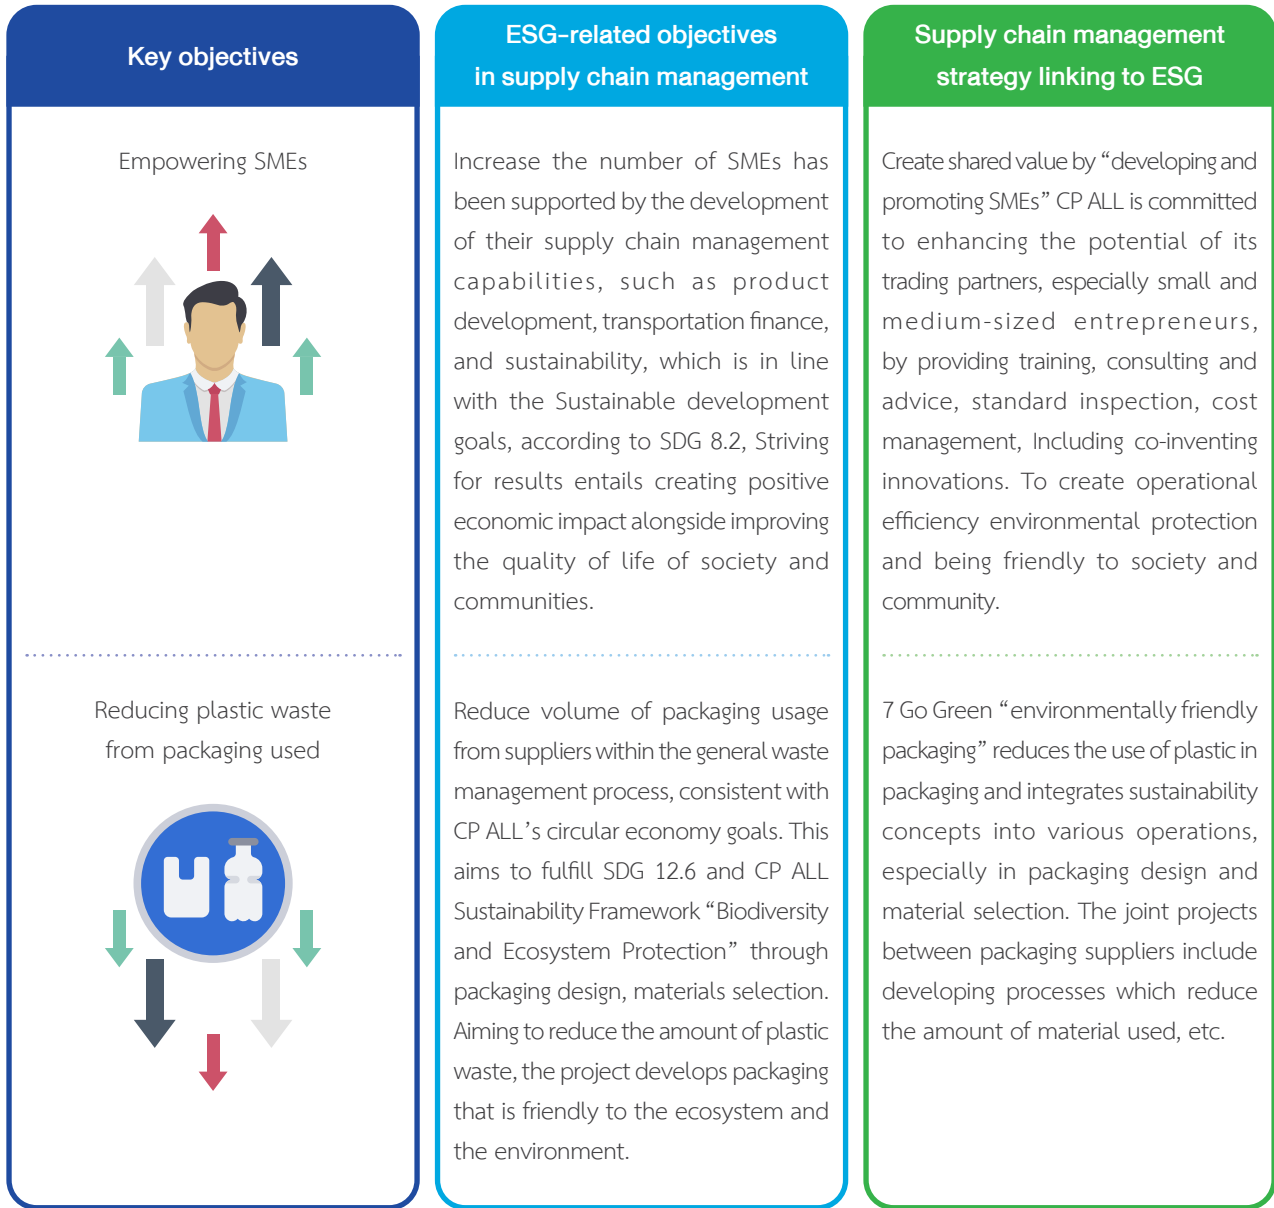 Key objectives
ESG-related objectives
in supply chain management
Supply chain management
strategy linking to ESG
Empowering SMEs
Increase the number of SMEs has
been supported by the development
of their supply chain management
capabilities, such as product
development, transportation finance,
and sustainability, which is in line
with the Sustainable development
goals, according to SDG 8.2, Striving
for results entails creating positive
economic impact alongside improving
the quality of life of society and
communities.
Create shared value by “developing and
promoting SMEs” CP ALL is committed
to enhancing the potential of its
trading partners, especially small and
medium-sized entrepreneurs,
by providing training, consulting and
advice, standard inspection, cost
management, Including co-inventing
innovations. To create operational
efficiency environmental protection
and being friendly to society and
community.
Reducing plastic waste
from packaging used
Reduce volume of packaging usage
from suppliers within the general waste
management process, consistent with
CP ALL’s circular economy goals. This
aims to fulfill SDG 12.6 and CP ALL
Sustainability Framework “Biodiversity
and Ecosystem Protection” through
packaging design, materials selection.
Aiming to reduce the amount of plastic
waste, the project develops packaging
that is friendly to the ecosystem and
the environment.
7 Go Green “environmentally friendly
packaging” reduces the use of plastic in
packaging and integrates sustainability
concepts into various operations,
especially in packaging design and
material selection. The joint projects
between packaging suppliers include
developing processes which reduce
the amount of material used, etc.